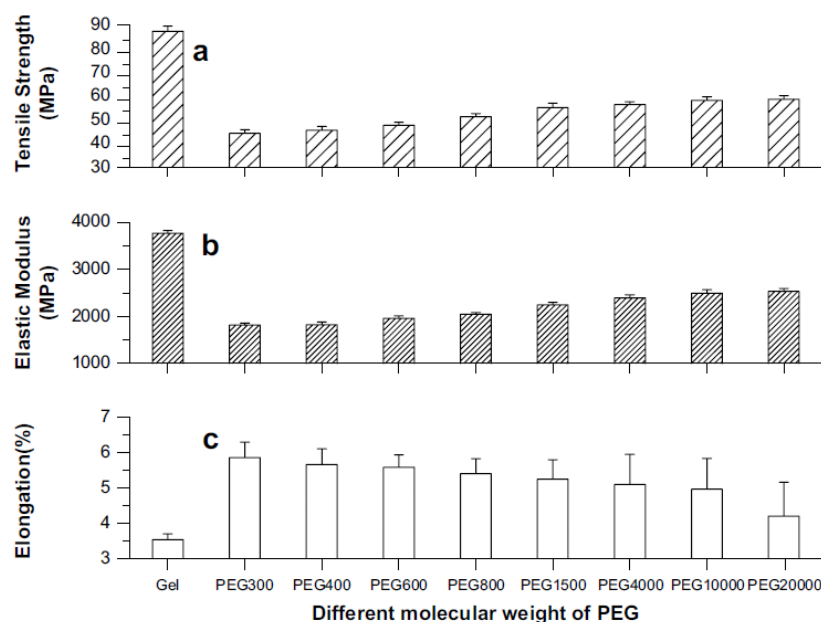 Tensile Strength
(MPa)
90
80
70
60
50
40
30
a
Elastic Modulus
(MPa)
4000
3000
2000
1000
b
Elongation(%)
7
6
5
4
3
c
Gel PEG300 PEG400 PEG600 PEG800 PEG1500 PEG4000 PEG10000 PEG20000
Different molecular weight of PEG